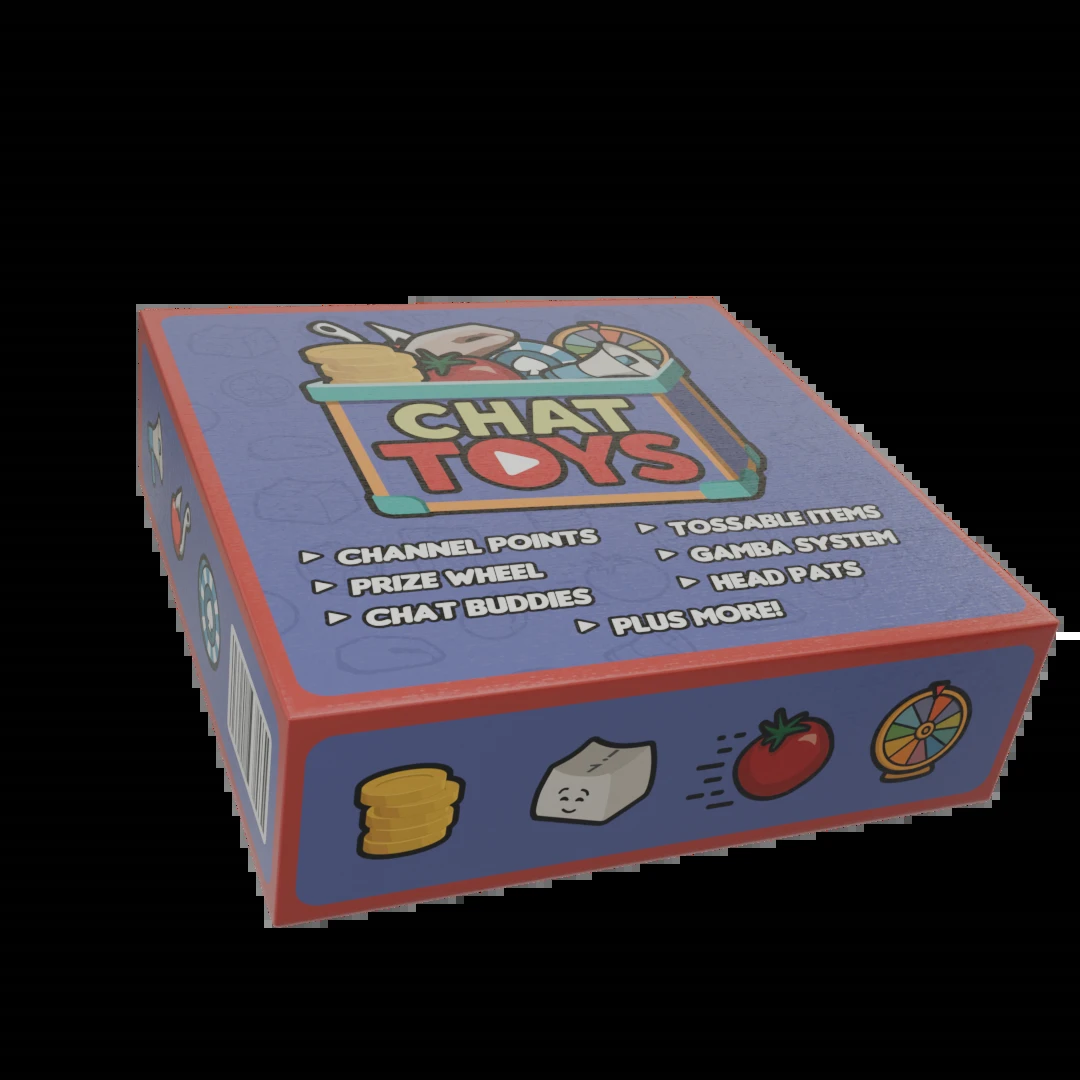 CHAT
TOYS
CHANNEL POINTS
PRIZE WHEEL
CHAT BUDDIES
TOSSABLE ITEMS
GAMBA SYSTEM
HEAD PATS
PLUS MORE!